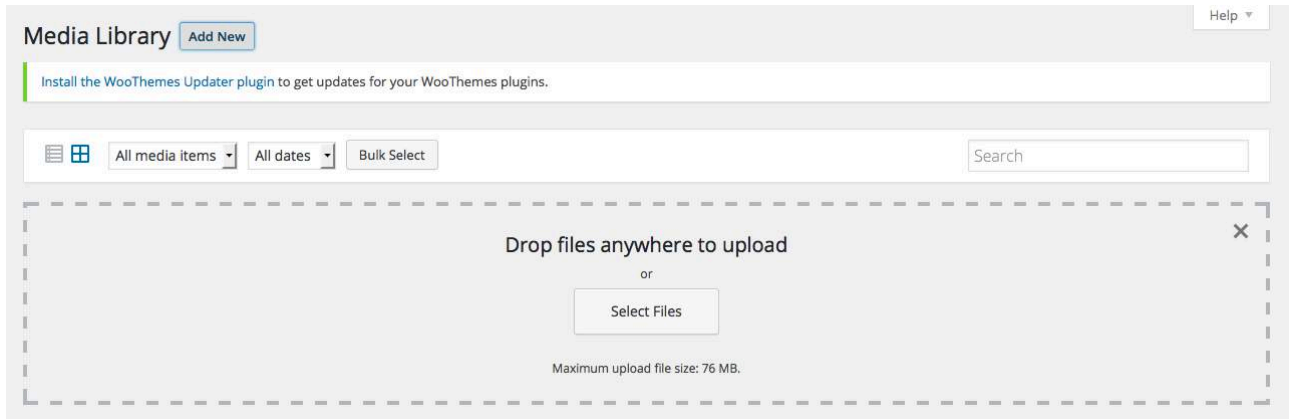 Help
Media Library Add New
Install the WooThemes Updater plugin to get updates for your WooThemes plugins.
All media items All dates Bulk Select Search
Drop files anywhere to upload
or
Select Files
Maximum upload file size: 76 MB.